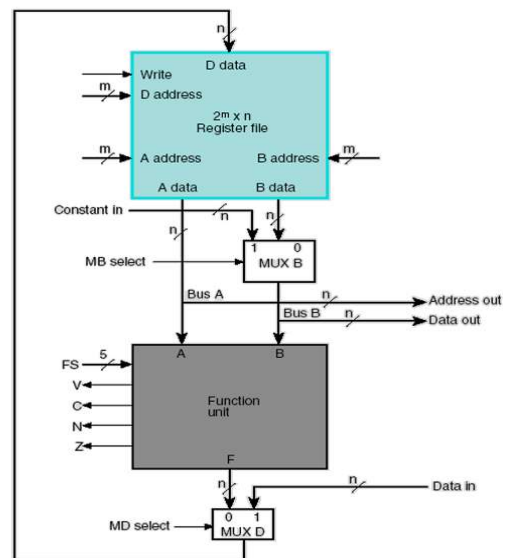 n
D data
Write
m
D address
2m x n
Register file
m
A address
B address
m
A data
B data
Constant in
n
n
n
1 0
MB select
MUX B
Bus A
n
Address out
Bus B
n
Data out
A
B
FS
5
V
C
N
Z
Function
unit
F
n
n
Data in
0 1
MD select
MUX D